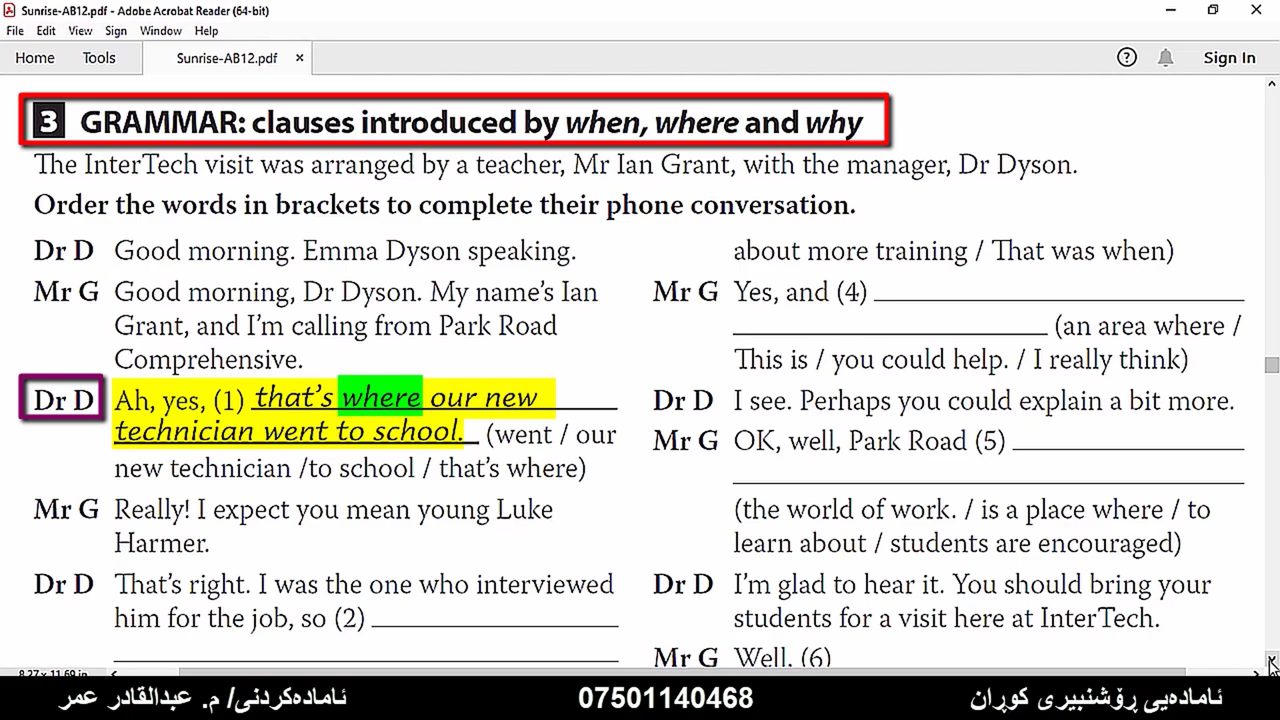 Sunrise-AB12.pdf - Adobe Acrobat Reader (64-bit)
File Edit View Sign Window Help
Home Tools Sunrise-AB12.pdf × Sign In
3 GRAMMAR: clauses introduced by when, where and why
The InterTech visit was arranged by a teacher, Mr Ian Grant, with the manager, Dr Dyson.
Order the words in brackets to complete their phone conversation.
Dr D Good morning. Emma Dyson speaking.
Mr G Good morning, Dr Dyson. My name's Ian
Grant, and I'm calling from Park Road
Comprehensive.
Dr D Ah, yes, (1) that's where our new
technician went to school. (went / our
new technician /to school / that's where)
Mr G Really! I expect you mean young Luke
Harmer.
Dr D That's right. I was the one who interviewed
him for the job, so (2)
about more training / That was when)
Mr G Yes, and (4)
(an area where /
This is / you could help. / I really think)
Dr D I see. Perhaps you could explain a bit more.
Mr G OK, well, Park Road (5)
(the world of work. / is a place where / to
learn about / students are encouraged)
Dr D I'm glad to hear it. You should bring your
students for a visit here at InterTech.
Mr G Well, (6)
8.27 x 11.69 in
ئامادەیی ڕۆشنبیری کوڕان 07501140468 ئامادەکردنی/ م. عبدالقادر عمر